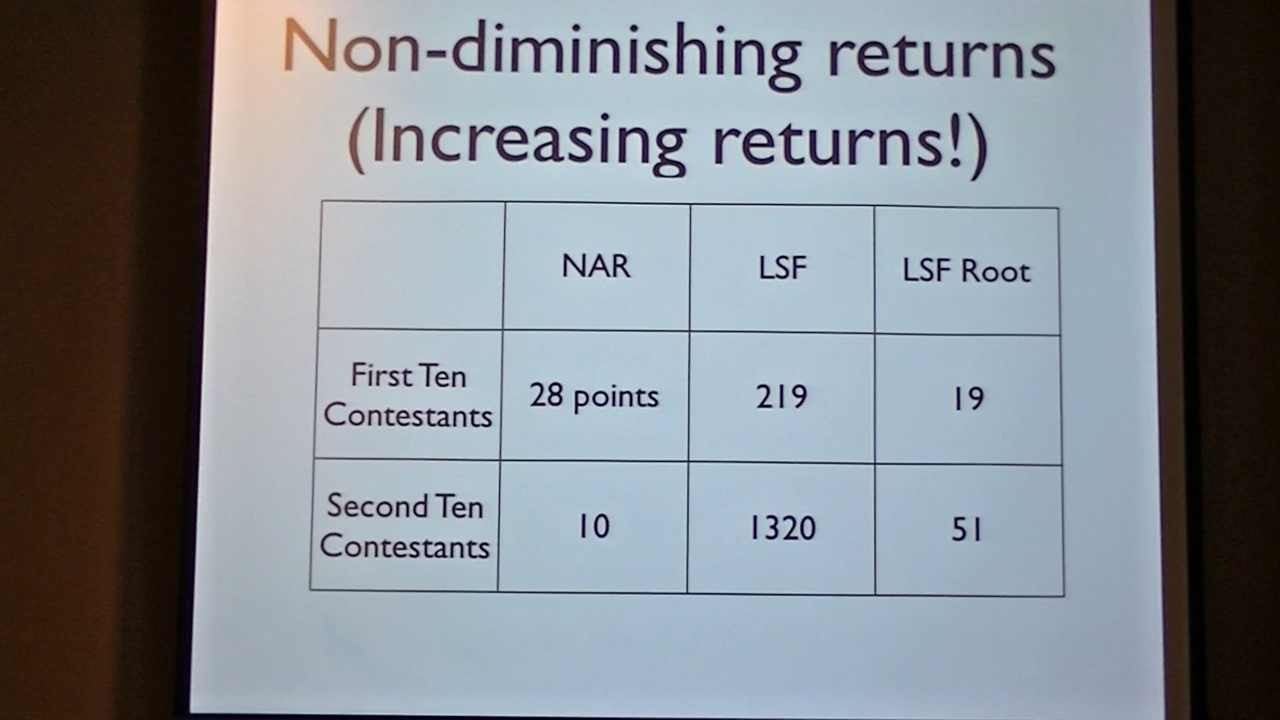 Non-diminishing returns
(Increasing returns!)
NAR
LSF
LSF Root
First Ten
Contestants
28 points
219
19
Second Ten
Contestants
10
1320
51